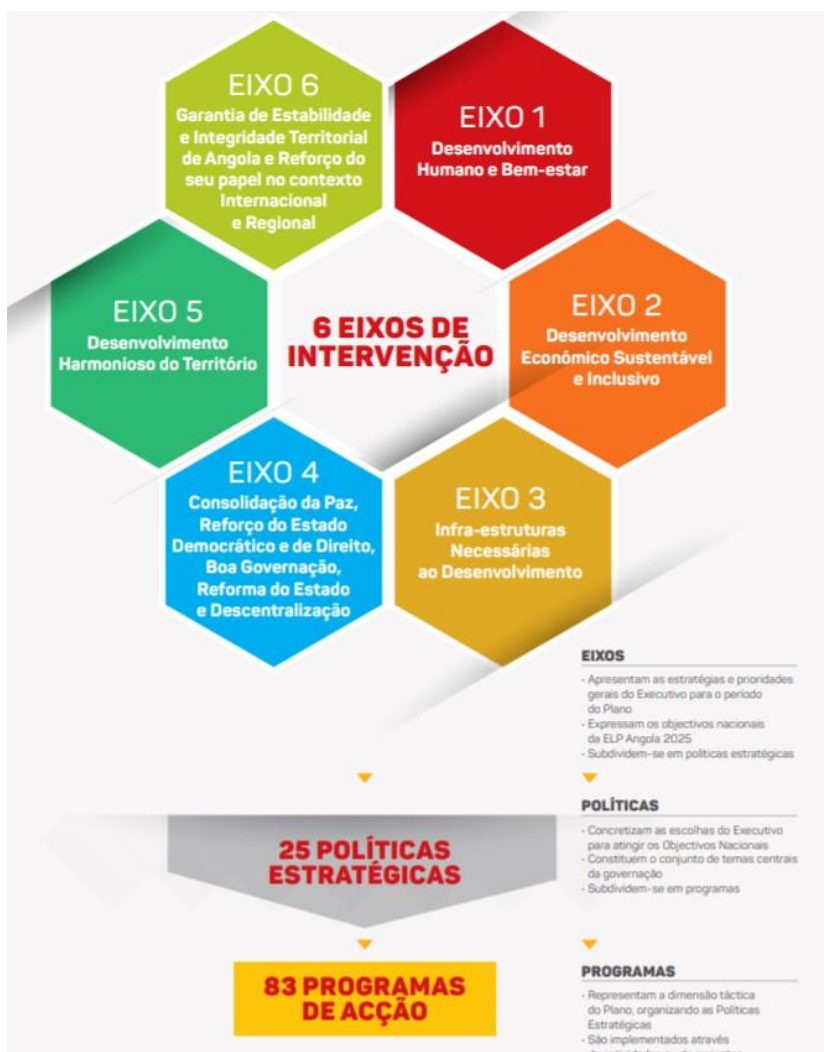 EIXO 6
Garantia de Estabilidade
e Integridade Territorial
de Angola e Reforço do
seu papel no contexto
Internacional
e Regional
EIXO 1
Desenvolvimento
Humano e Bem-estar
EIXO 5
Desenvolvimento
Harmonioso do Território
6 EIXOS DE
INTERVENÇÃO
EIXO 2
Desenvolvimento
Económico Sustentável
e Inclusivo
EIXO 4
Consolidação da Paz,
Reforço do Estado
Democrático e de Direito,
Boa Governação,
Reforma do Estado
e Descentralização
EIXO 3
Infra-estruturas
Necessárias
ao Desenvolvimento
EIXOS
- Apresentam as estratégias e prioridades
gerais do Executivo para o período
do Plano
- Expressam os objectivos nacionais
da ELP Angola 2025
- Subdividem-se em políticas estratégicas
25 POLÍTICAS
ESTRATÉGICAS
POLÍTICAS
- Concretizam as escolhas do Executivo
para atingir os Objectivos Nacionais
- Constituem o conjunto de temas centrais
da governação
- Subdividem-se em programas
83 PROGRAMAS
DE ACÇÃO
PROGRAMAS
- Representam a dimensão táctica
do Plano, organizando as Políticas
Estratégicas
- São implementados através